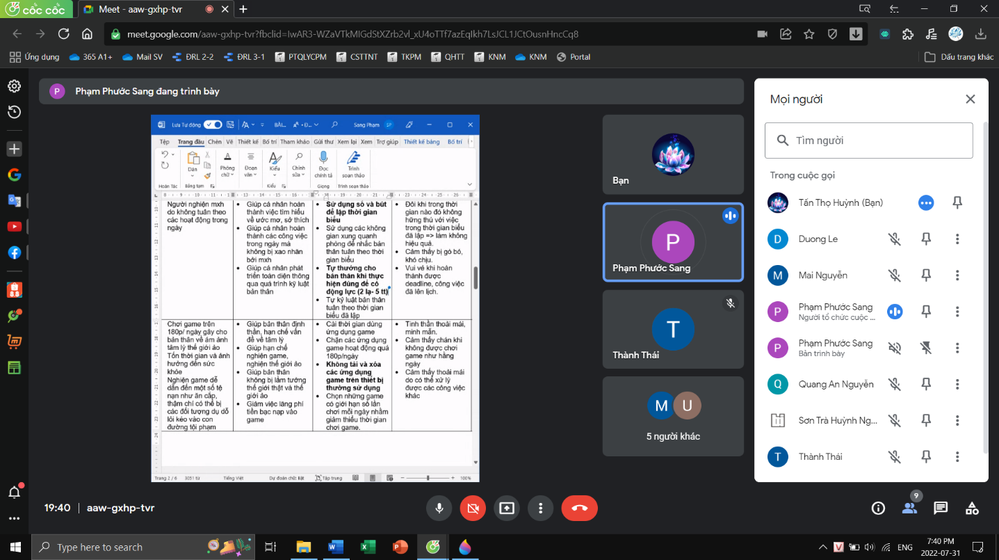 cốc cốc
Meet - aaw-gxhp-tvr
meet.google.com/aaw-gxhp-tvr?fbclid=IwAR3-WZaVTkMIGdStXZrb2vl_xU4oTTf7azEqIkh7LsJCL1JCtOusnHncCq8
Ứng dụng
365 A1+
Mail SV
ĐRL 2-2
ĐRL 3-1
PTQLYCPM
CSTTNT
TKPM
QHTT
KNM
KNM
Portal
Dấu trang khác
P
Phạm Phước Sang đang trình bày
Lưu Tự động
BÀI...
Sang Phạm
SP
Tệp
Trang đầu
Chèn
Vẽ
Thiết kế
Bố trí
Tham khảo
Gửi thư
Xem lại
Xem
Trợ giúp
Thiết kế bảng
Bố trí
Dán
Phông chữ
Đoạn văn
Kiểu
Chỉnh sửa
Đọc chính tả
Trình soạn thảo
Hoàn Tác
Bảng tạm
Kiểu
Giọng
Trình soạn thảo
Người nghiện mxh
do không tuân theo
các hoạt động trong
ngày
Giúp cá nhân hoàn
thành việc tìm hiểu
về ước mơ, sở thích
Giúp cá nhân hoàn
thành các công việc
trong ngày mà
không bị xao nhãn
bởi mxh
Giúp cá nhân phát
triển toàn diện thông
qua quá trình kỷ luật
bản thân
Sử dụng sổ và bút
để lập thời gian
biểu
Sử dụng các không
gian xung quanh
phòng để nhắc bản
thân tuân theo thời
gian biểu
Tự thưởng cho
bản thân khi thực
hiện đúng để có
động lực (2 lạ- 5 tt)
Tự kỷ luật bản thân
tuân theo thời gian
biểu đã lập
Đôi khi trong thời
gian nào đó không
hững thú với việc
trong thời gian biểu
đã lập => làm không
hiệu quả.
Cảm thấy bị gò bó,
khó chịu.
Vui vẻ khi hoàn
thành được
deadline, công việc
đã lên lịch.
Chơi game trên
180p/ ngày gây cho
bản thân về ám ảnh
tâm lý thế giới ảo
Tốn thời gian và ảnh
hưởng đến sức
khỏe
Nghiện game dễ
dẫn đến một số tệ
nạn như ăn cắp,
thậm chí có thể bị
các đối tượng dụ dỗ
lôi kéo vào con
đường tội phạm
Giúp bản thân định
thần, hạn chế vấn
đề về tâm lý
Giúp hạn chế
nghiện game,
nghiện thế giới ảo
Giúp bản thân
không bị lầm tưởng
thế giới thật và thế
giới ảo
Giảm việc lãng phí
tiền bạc nạp vào
game
Cài thời gian dùng
ứng dụng game
Chặn các ứng dụng
game hoạt động quá
180p/ngày
Không tải và xóa
các ứng dụng
game trên thiết bị
thường sử dụng
Chọn những game
có giới hạn số lần
chơi mỗi ngày nhằm
giảm thiểu thời gian
chơi game.
Tinh thần thoải mái,
minh mẫn.
Cảm thấy chán khi
không được chơi
game như hằng
ngày
Cảm thấy thoải mái
do có thể xử lý
được các công việc
khác
Trang 2 / 6
3051 từ
Tiếng Việt
Dự đoán chữ: Bật
Tập trung
100%
Bạn
P
Phạm Phước Sang
T
Thành Thái
M
U
5 người khác
Mọi người
Tìm người
Trong cuộc gọi
Tấn Thọ Huỳnh (Bạn)
D
Duong Le
M
Mai Nguyễn
P
Phạm Phước Sang
Người tổ chức cuộc ...
P
Phạm Phước Sang
Bản trình bày
Q
Quang An Nguyễn
Sơn Trà Huỳnh Ng...
T
Thành Thái
19:40 | aaw-gxhp-tvr
9
Type here to search
ENG
7:40 PM
2022-07-31